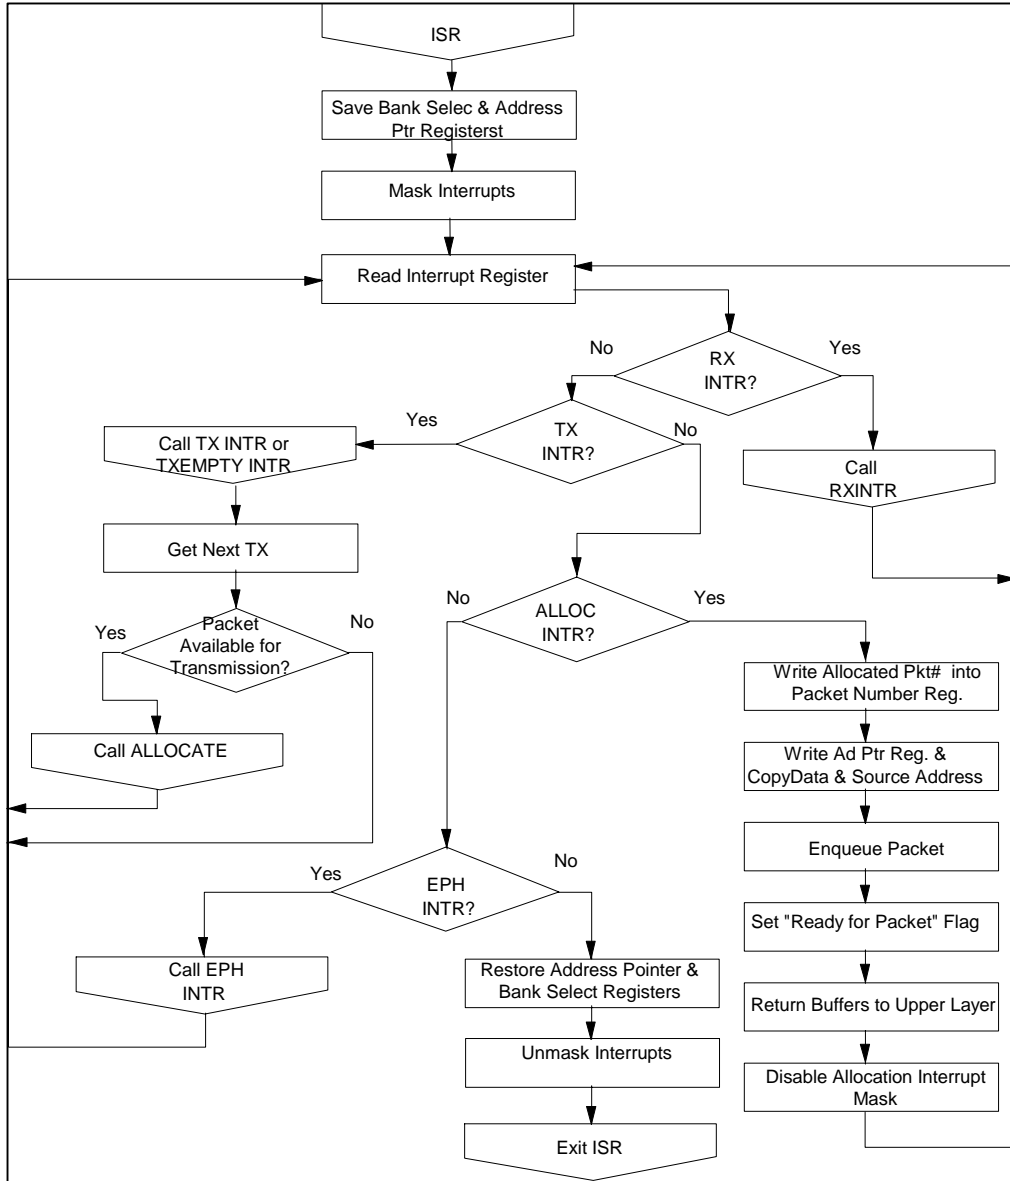 ISR
Save Bank Selec & Address
Ptr Registerst
Mask Interrupts
Read Interrupt Register
No
RX
INTR?
Yes
Yes
TX
INTR?
No
Call TX INTR or
TXEMPTY INTR
Call
RXINTR
Get Next TX
No
ALLOC
INTR?
Yes
Yes
Packet
Available for
Transmission?
No
Write Allocated Pkt# into
Packet Number Reg.
Call ALLOCATE
Write Ad Ptr Reg. &
CopyData & Source Address
Enqueue Packet
Yes
EPH
INTR?
No
Set "Ready for Packet" Flag
Call EPH
INTR
Restore Address Pointer &
Bank Select Registers
Return Buffers to Upper Layer
Unmask Interrupts
Disable Allocation Interrupt
Mask
Exit ISR